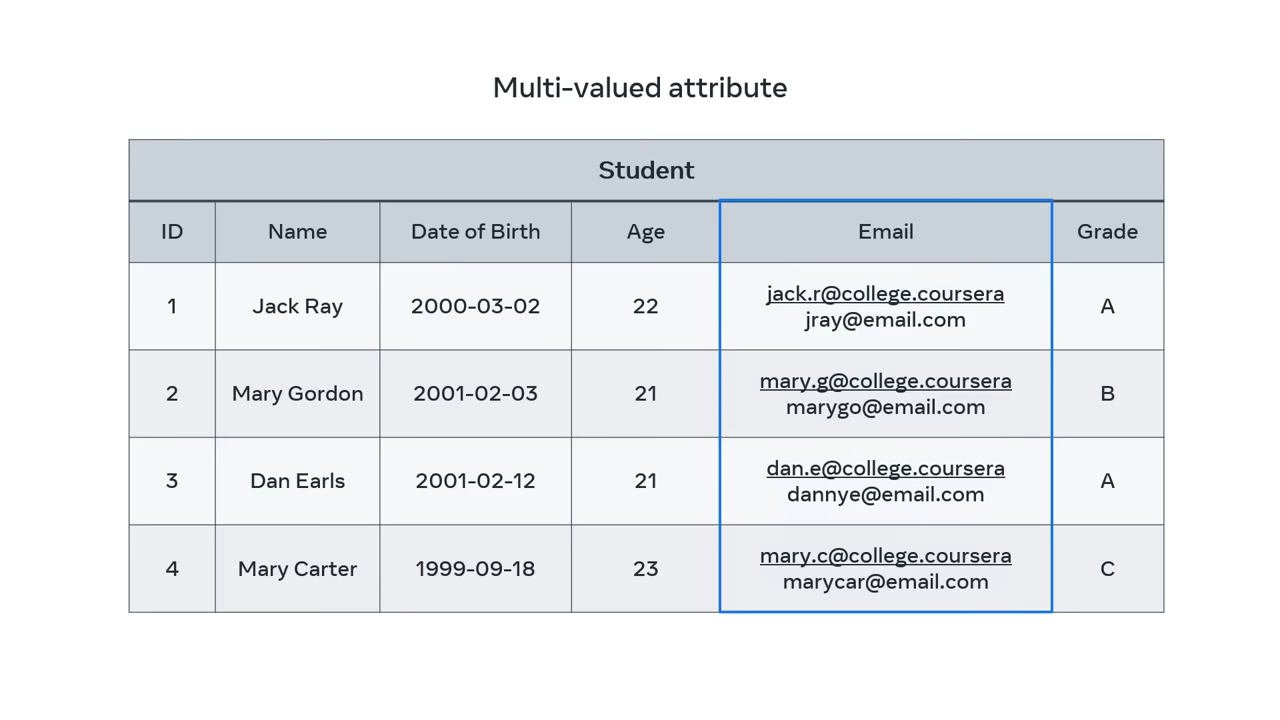 Multi-valued attribute
Student
ID Name Date of Birth Age Email Grade
1 Jack Ray 2000-03-02 22 jack.r@college.coursera A
jray@email.com
2 Mary Gordon 2001-02-03 21 mary.g@college.coursera B
marygo@email.com
3 Dan Earls 2001-02-12 21 dan.e@college.coursera A
dannye@email.com
4 Mary Carter 1999-09-18 23 mary.c@college.coursera C
marycar@email.com